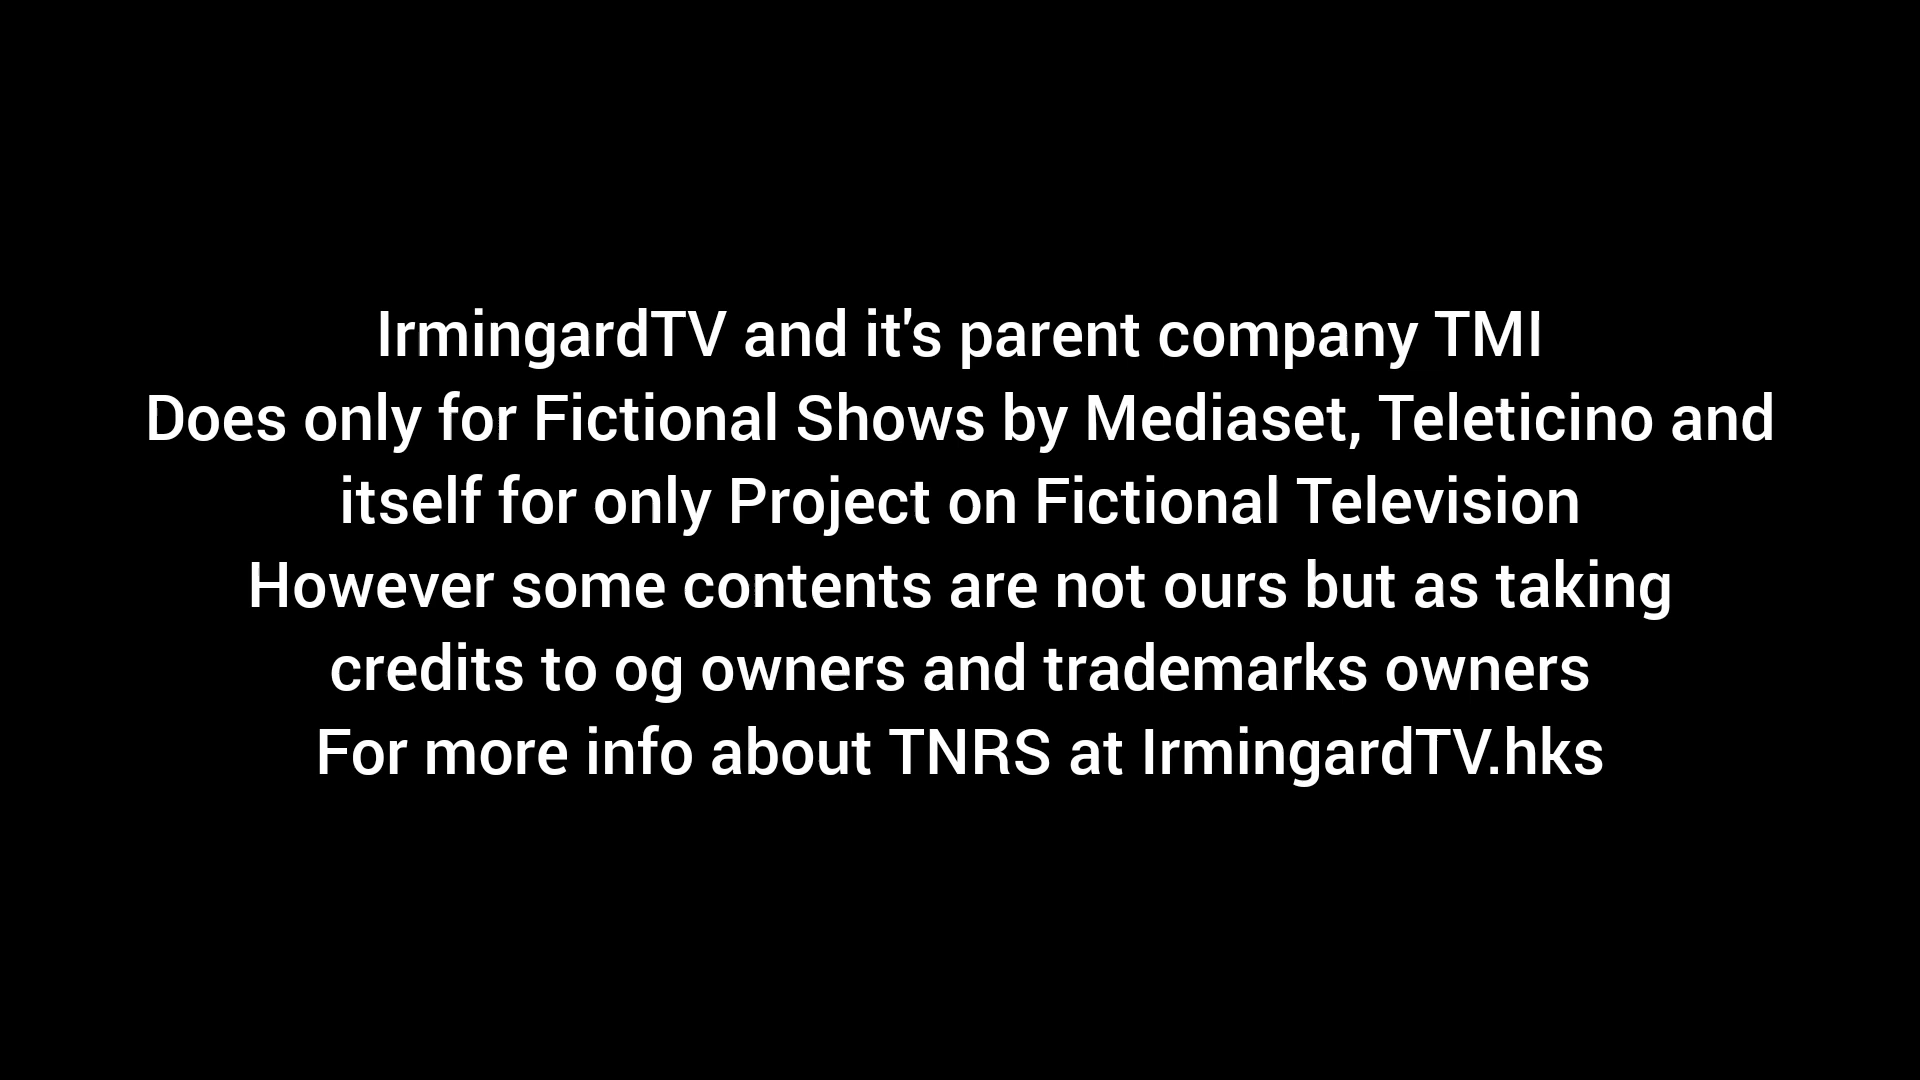 IrmingardTV and it's parent company TMI
Does only for Fictional Shows by Mediaset, Teleticino and
itself for only Project on Fictional Television
However some contents are not ours but as taking
credits to og owners and trademarks owners
For more info about TNRS at IrmingardTV.hks